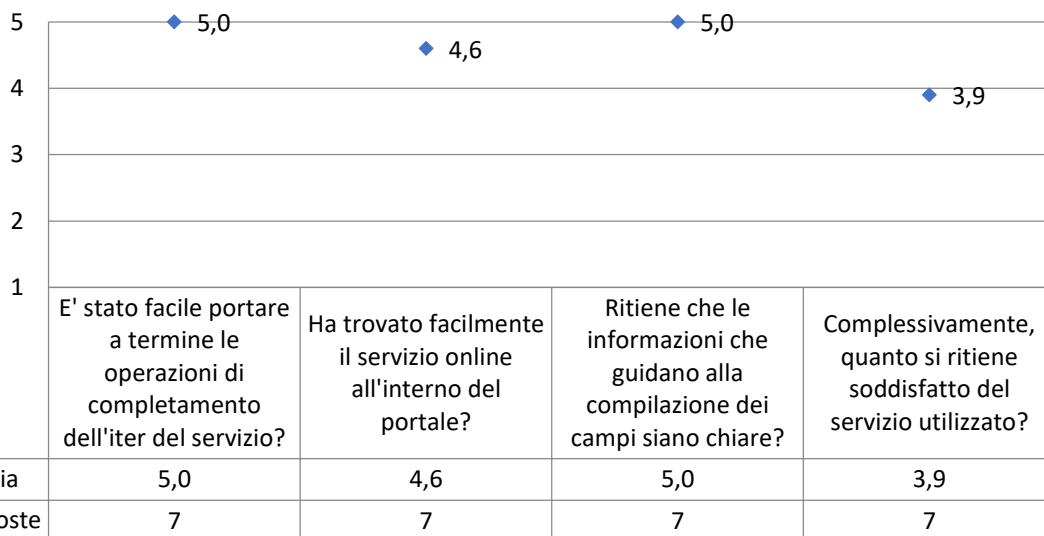 5
4
3
2
1
5,0
4,6
5,0
3,9
E' stato facile portare
a termine le
operazioni di
completamento
dell'iter del servizio?
Ha trovato facilmente
il servizio online
all'interno del
portale?
Ritiene che le
informazioni che
guidano alla
compilazione dei
campi siano chiare?
Complessivamente,
quanto si ritiene
soddisfatto del
servizio utilizzato?
ia 5,0 4,6 5,0 3,9
oste 7 7 7 7